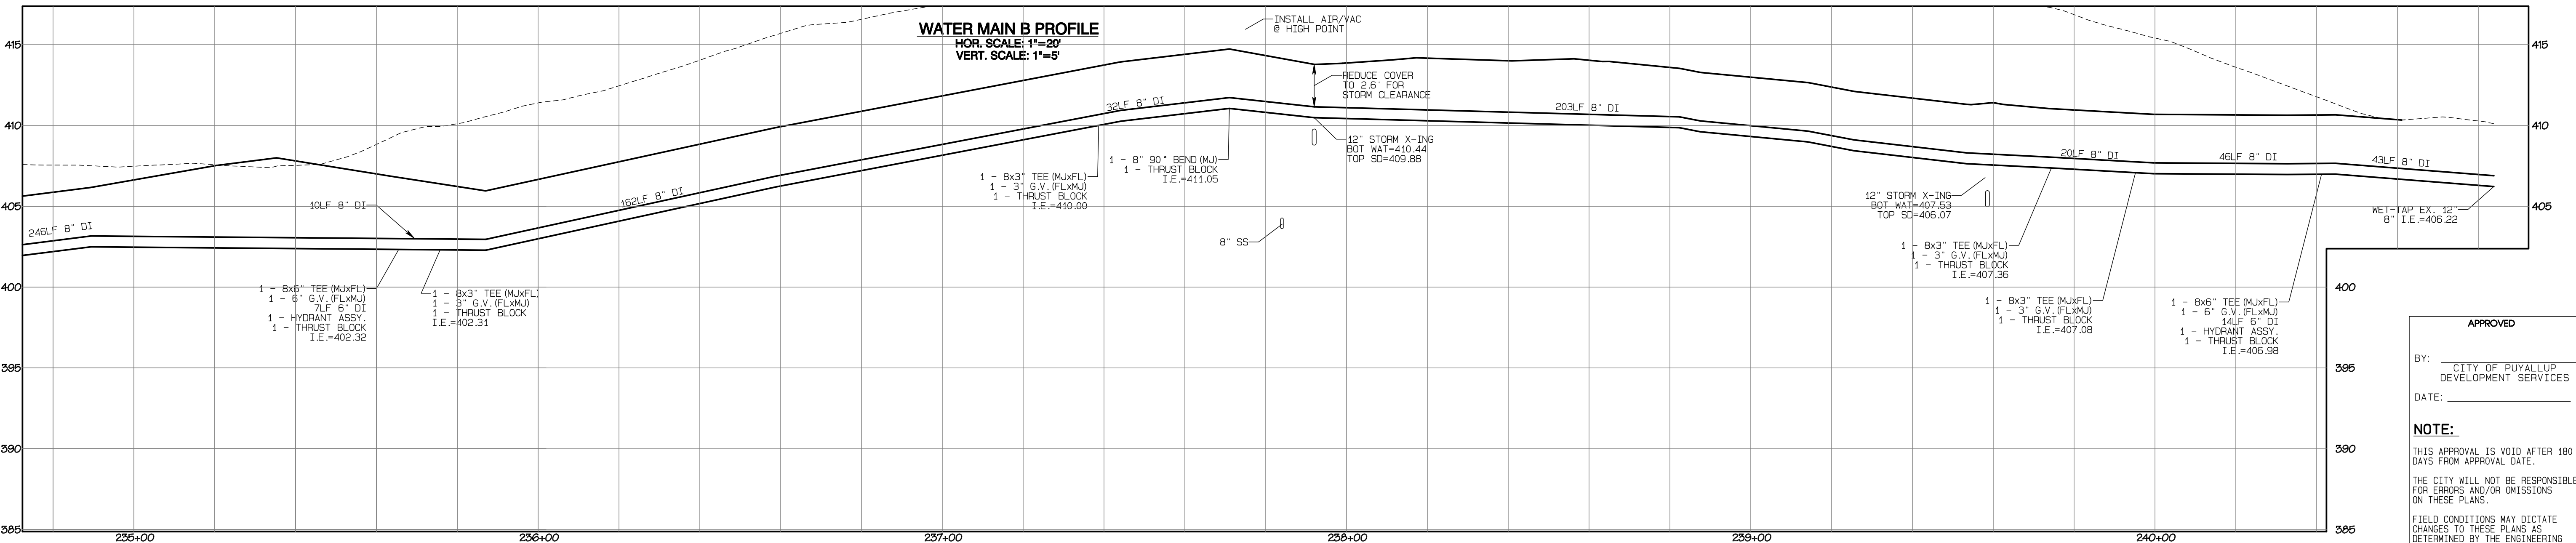 WATER MAIN B PROFILE
HOR. SCALE: 1"=20'
VERT. SCALE: 1"=5'
INSTALL AIR/VAC
@ HIGH POINT
REDUCE COVER
TO 2.6' FOR
STORM CLEARANCE
415
410
405
400
395
390
385
415
410
405
400
395
390
385
246LF 8" DI
10LF 8" DI
162LF 8" DI
32LF 8" DI
203LF 8" DI
20LF 8" DI
46LF 8" DI
43LF 8" DI
1 - 8x6" TEE (MJxFL)
1 - 6" G.V. (FLxMJ)
7LF 6" DI
1 - HYDRANT ASSY.
1 - THRUST BLOCK
I.E.=402.32
1 - 8x3" TEE (MJxFL)
1 - 3" G.V. (FLxMJ)
1 - THRUST BLOCK
I.E.=402.31
1 - 8x3" TEE (MJxFL)
1 - 3" G.V. (FLxMJ)
1 - THRUST BLOCK
I.E.=410.00
1 - 8" 90° BEND (MJ)
1 - THRUST BLOCK
I.E.=411.05
12" STORM X-ING
BOT WAT=410.44
TOP SD=409.88
8" SS
12" STORM X-ING
BOT WAT=407.53
TOP SD=406.07
1 - 8x3" TEE (MJxFL)
1 - 3" G.V. (FLxMJ)
1 - THRUST BLOCK
I.E.=407.36
1 - 8x3" TEE (MJxFL)
1 - 3" G.V. (FLxMJ)
1 - THRUST BLOCK
I.E.=407.08
1 - 8x6" TEE (MJxFL)
1 - 6" G.V. (FLxMJ)
14LF 6" DI
1 - HYDRANT ASSY.
1 - THRUST BLOCK
I.E.=406.98
WET-TAP EX. 12"
8" I.E.=406.22
235+00
236+00
237+00
238+00
239+00
240+00
APPROVED
BY:
CITY OF PUYALLUP
DEVELOPMENT SERVICES
DATE:
NOTE:
THIS APPROVAL IS VOID AFTER 180
DAYS FROM APPROVAL DATE.
THE CITY WILL NOT BE RESPONSIBLE
FOR ERRORS AND/OR OMISSIONS
ON THESE PLANS.
FIELD CONDITIONS MAY DICTATE
CHANGES TO THESE PLANS AS
DETERMINED BY THE ENGINEERING